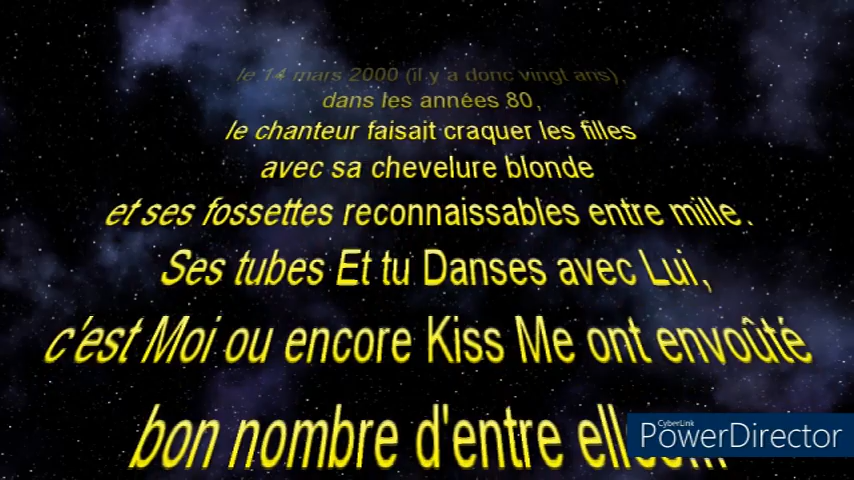 le 14 mars 2000 (il y a donc vingt ans)
dans les années 80,
le chanteur faisait craquer les filles
avec sa chevelure blonde
et ses fossettes reconnaissables entre mille.
Ses tubes Et tu Danses avec Lui,
c'est Moi ou encore Kiss Me ont envoûté
bon nombre d'entre
CyberLink
PowerDirector